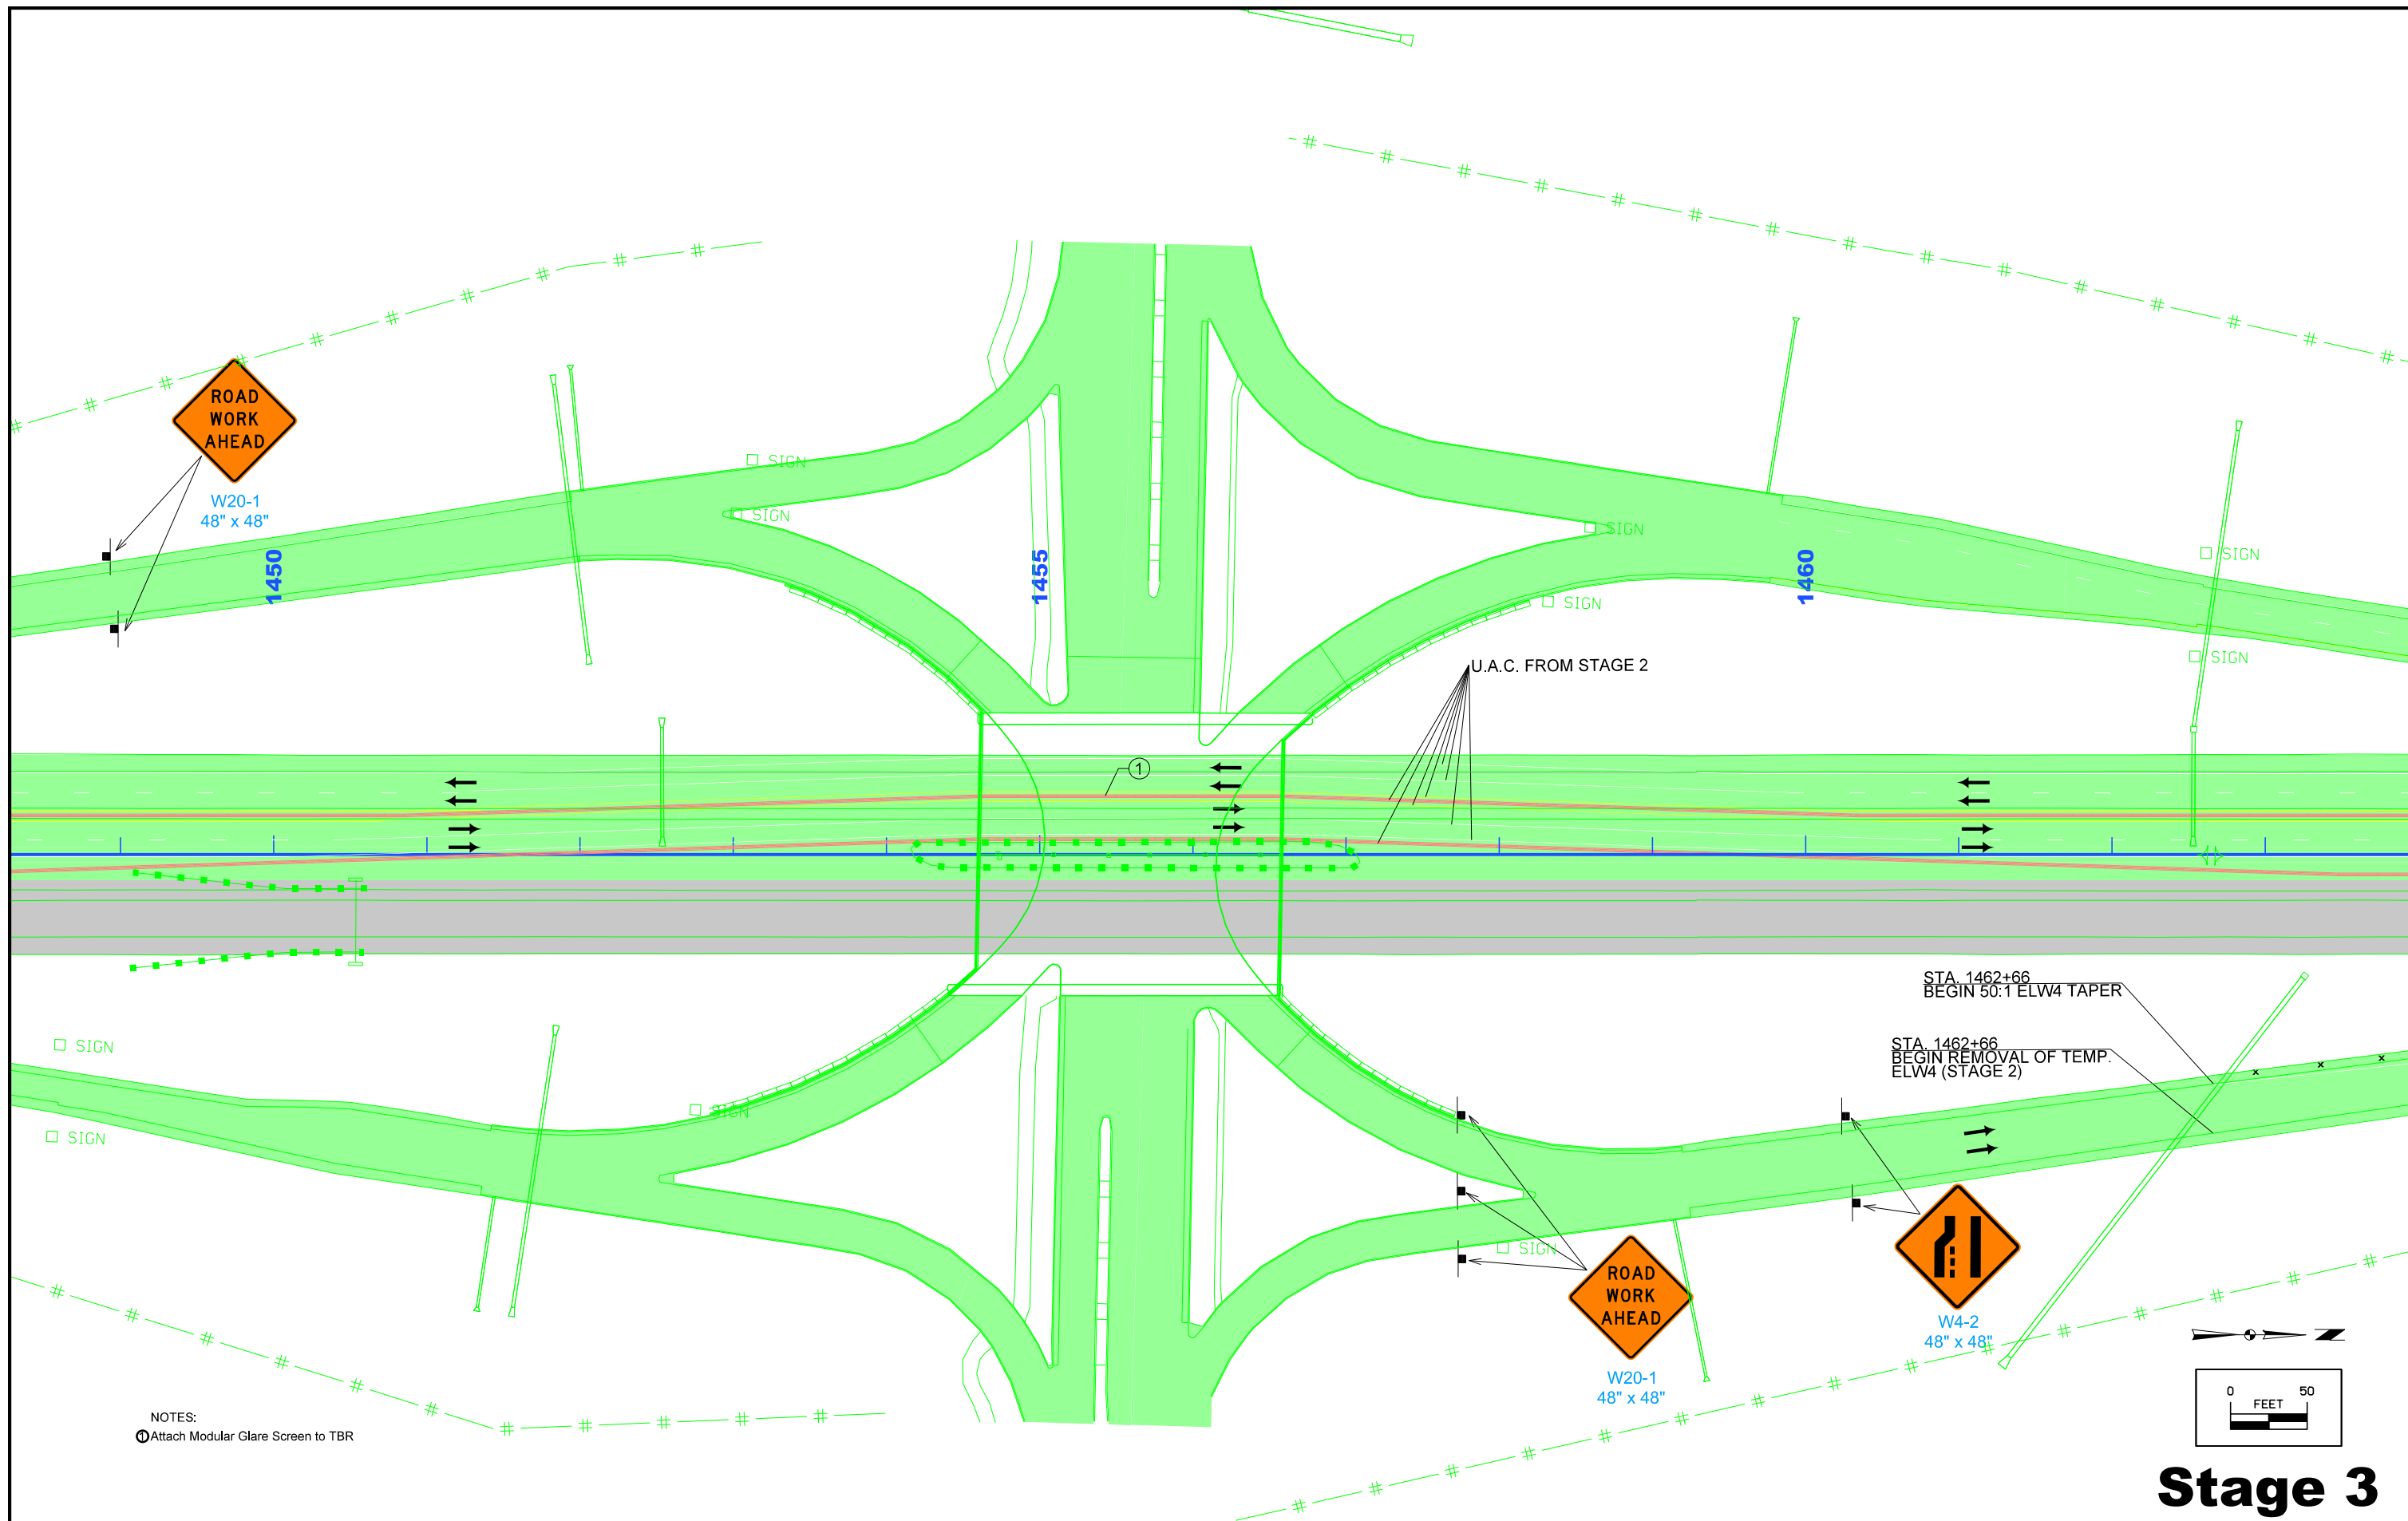 ROAD
WORK
AHEAD
W20-1
48" x 48"
SIGN
SIGN
SIGN
SIGN
SIGN
SIGN
1450
1455
1460
U.A.C. FROM STAGE 2
1
STA. 1462+66
BEGIN 50:1 ELW4 TAPER
STA. 1462+66
BEGIN REMOVAL OF TEMP.
ELW4 (STAGE 2)
SIGN
SIGN
SIGN
SIGN
ROAD
WORK
AHEAD
W20-1
48" x 48"
W4-2
48" x 48"
N
0 50
FEET
NOTES:
1 Attach Modular Glare Screen to TBR
Stage 3